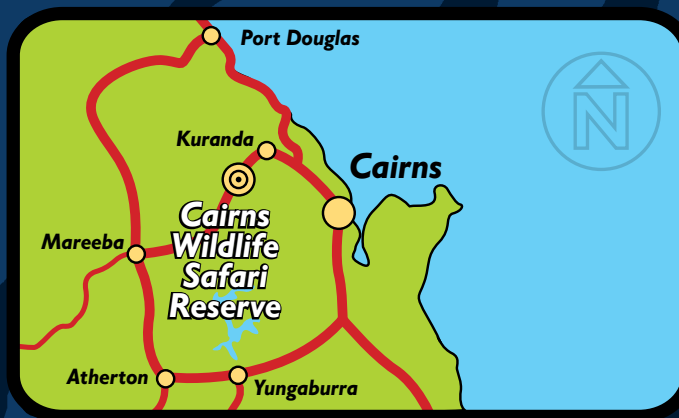 Port Douglas
N
Kuranda
Cairns
Cairns
Wildlife
Safari
Reserve
Mareeba
Atherton
Yungaburra